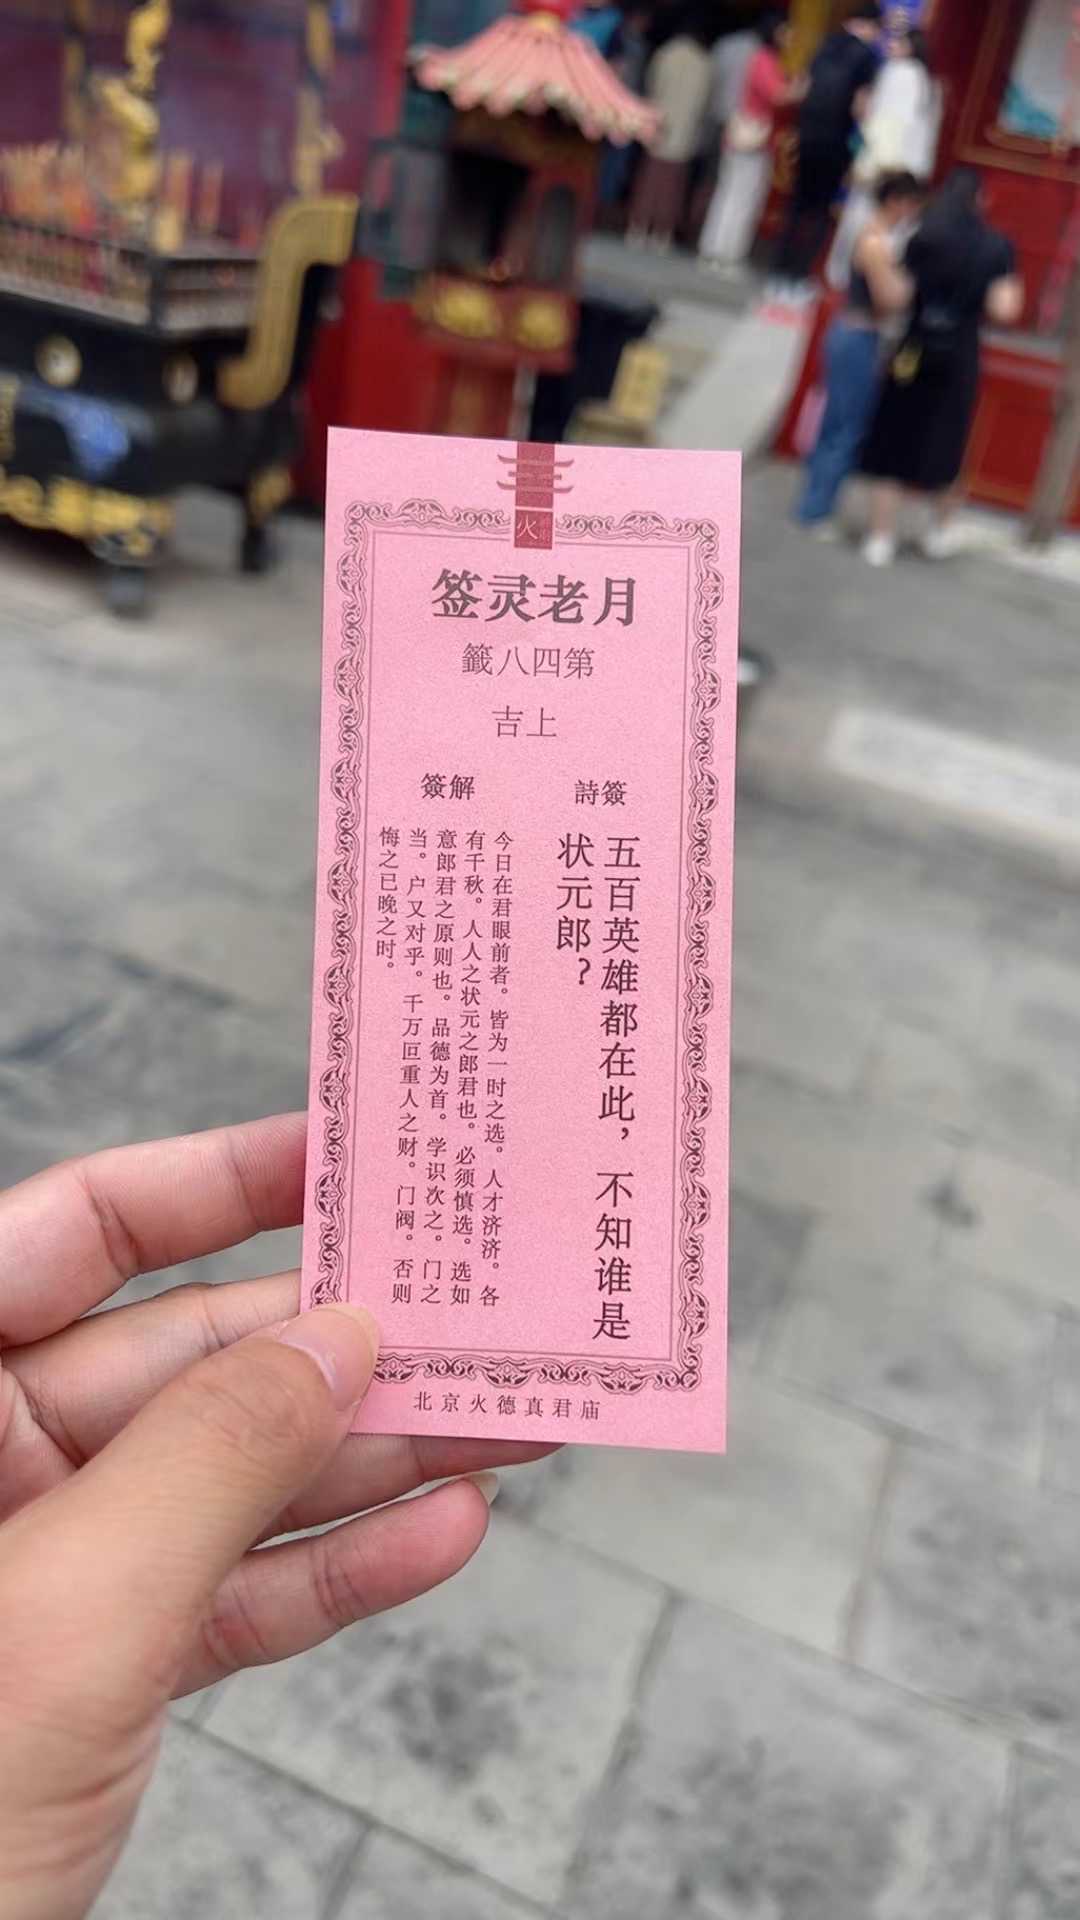 火
月老灵签
第四八籤
上吉
簽詩
五百英雄都在此，不知谁是
状元郎？
解簽
今日在君眼前者。皆为一时之选。人才济济。各
有千秋。人人之状元之郎君也。必须慎选。选如
意郎君之原则也。品德为首。学识次之。门之
当。户又对乎。千万叵重人之财。门阀。否则
悔之已晚之时。
北京火德真君庙